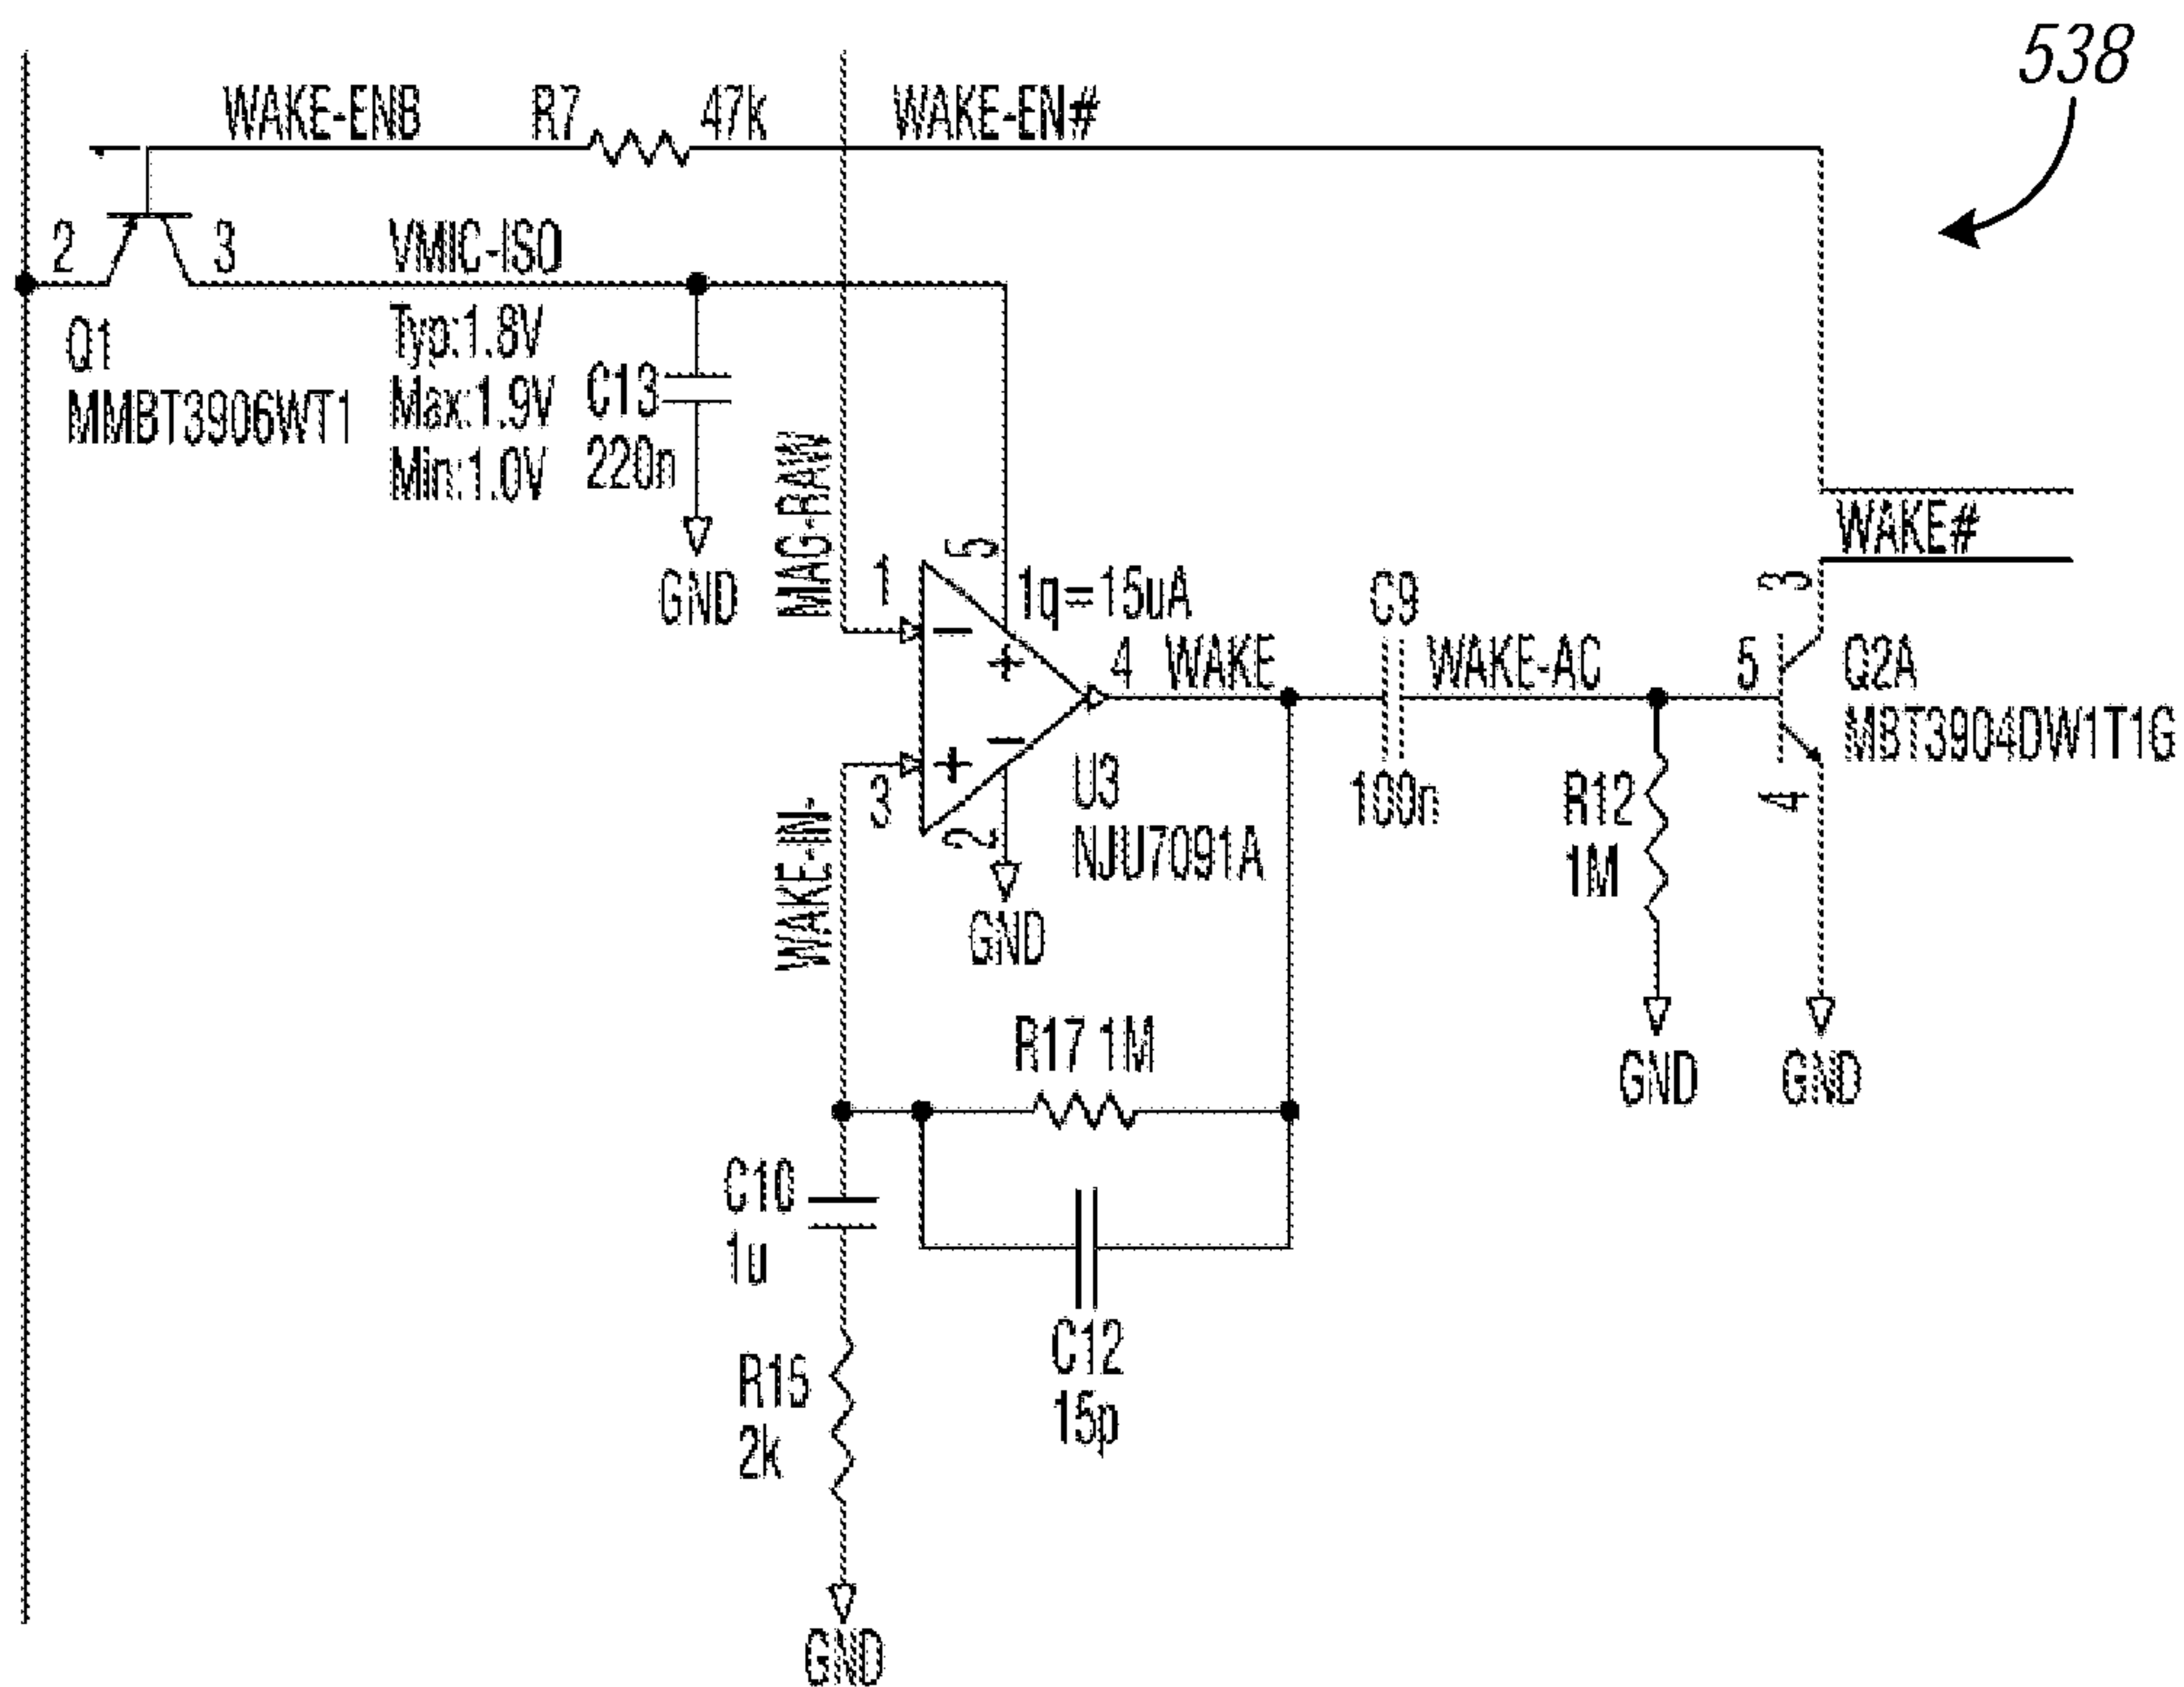 538
WAKE-ENB
R7
47k
WAKE-EN#
2
3
VMIC-ISO
Typ:1.8V
Max:1.9V
Min:1.0V
Q1
MMBT3906WT1
C13
220n
GND
MAG-RAW
1
5
1q=15uA
4
WAKE
C9
100n
WAKE-AC
WAKE#
3
5
Q2A
MBT3904DW1T1G
4
R12
1M
GND
GND
−
+
+
−
3
2
U3
NJU7091A
GND
WAKE-IN-
R17 1M
C10
1u
C12
15p
R15
2k
GND